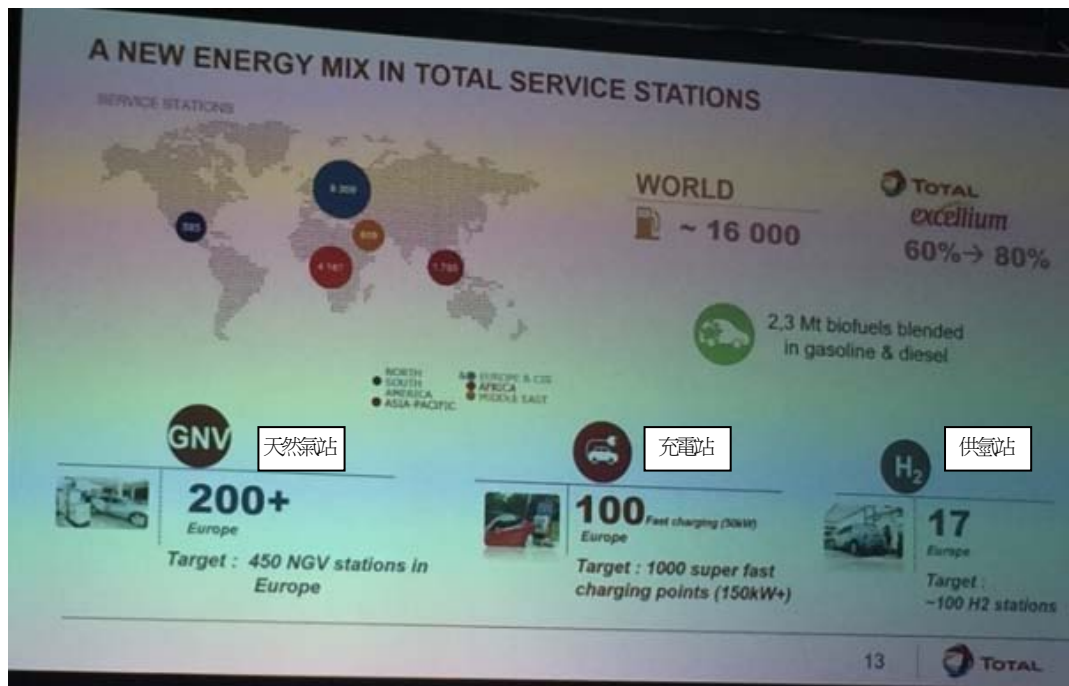 A NEW ENERGY MIX IN TOTAL SERVICE STATIONS
SERVICE STATIONS
WORLD
~ 16 000
TOTAL
excellium
60%→ 80%
2,3 Mt biofuels blended
in gasoline & diesel
NORTH
SOUTH
AMERICA
ASIA-PACIFIC
EUROPE & CIS
AFRICA
MIDDLE EAST
GNV
天然氣站
200+
Europe
Target : 450 NGV stations in
Europe
充電站
100 Fast charging (50kW)
Europe
Target : 1000 super fast
charging points (150kW+)
H2
供氫站
17
Europe
Target :
~100 H2 stations
13
TOTAL